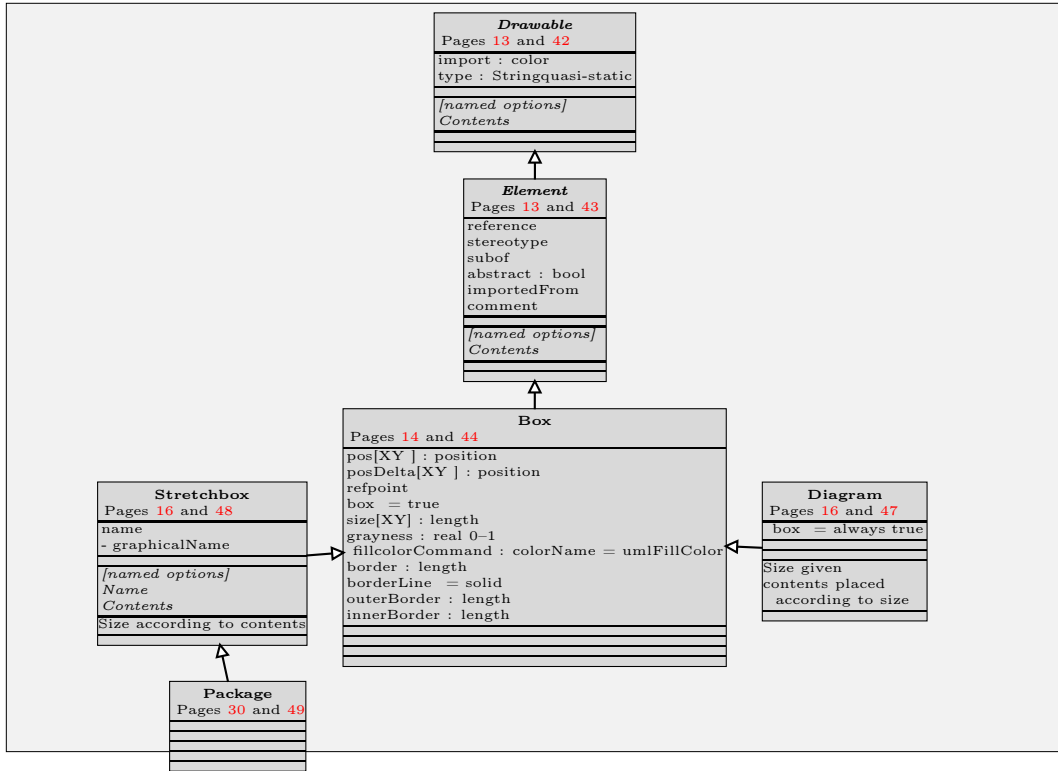 Drawable
Pages 13 and 42
import : color
type : Stringquasi-static
[named options]
Contents
Element
Pages 13 and 43
reference
stereotype
subof
abstract : bool
importedFrom
comment
[named options]
Contents
Box
Pages 14 and 44
pos[XY ] : position
posDelta[XY ] : position
refpoint
box = true
size[XY] : length
grayness : real 0–1
fillcolorCommand : colorName = umlFillColor
border : length
borderLine = solid
outerBorder : length
innerBorder : length
Stretchbox
Pages 16 and 48
name
- graphicalName
[named options]
Name
Contents
Size according to contents
Diagram
Pages 16 and 47
box = always true
Size given
contents placed
according to size
Package
Pages 30 and 49